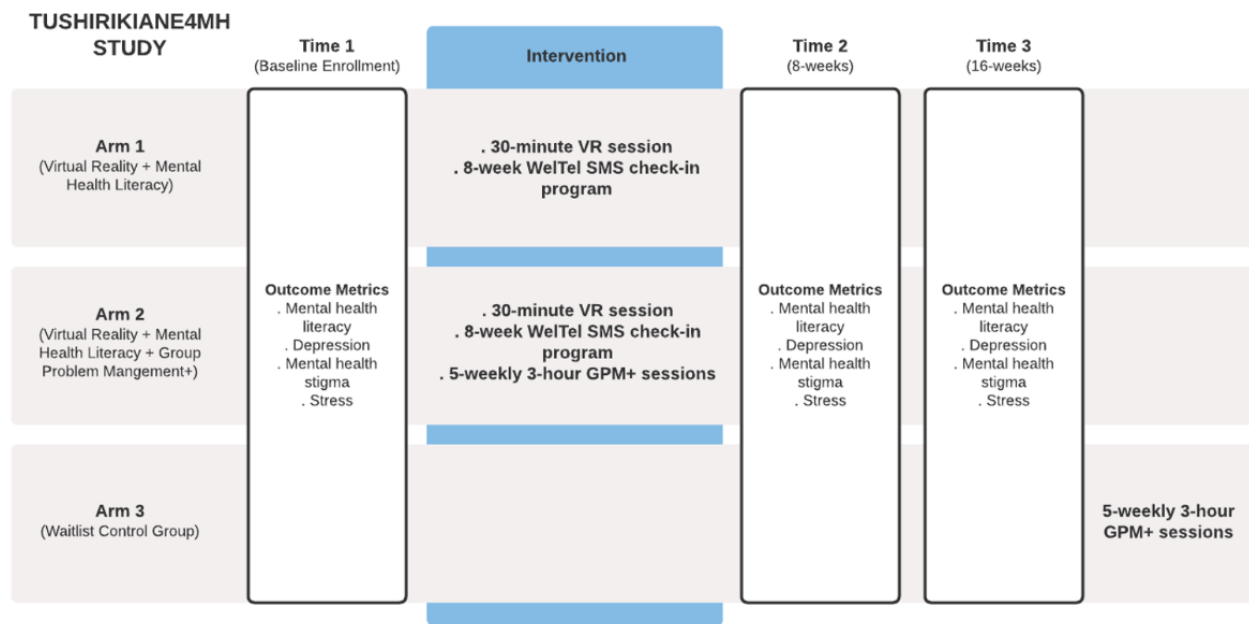 TUSHIRIKIANE4MH
STUDY
Time 1
(Baseline Enrollment)
Intervention
Time 2
(8-weeks)
Time 3
(16-weeks)
Arm 1
(Virtual Reality + Mental
Health Literacy)
. 30-minute VR session
. 8-week WelTel SMS check-in
program
Arm 2
(Virtual Reality + Mental
Health Literacy + Group
Problem Mangement+)
Outcome Metrics
. Mental health
literacy
. Depression
. Mental health
stigma
. Stress
. 30-minute VR session
. 8-week WelTel SMS check-in
program
. 5-weekly 3-hour GPM+ sessions
Outcome Metrics
. Mental health
literacy
. Depression
. Mental health
stigma
. Stress
Outcome Metrics
. Mental health
literacy
. Depression
. Mental health
stigma
. Stress
Arm 3
(Waitlist Control Group)
5-weekly 3-hour
GPM+ sessions